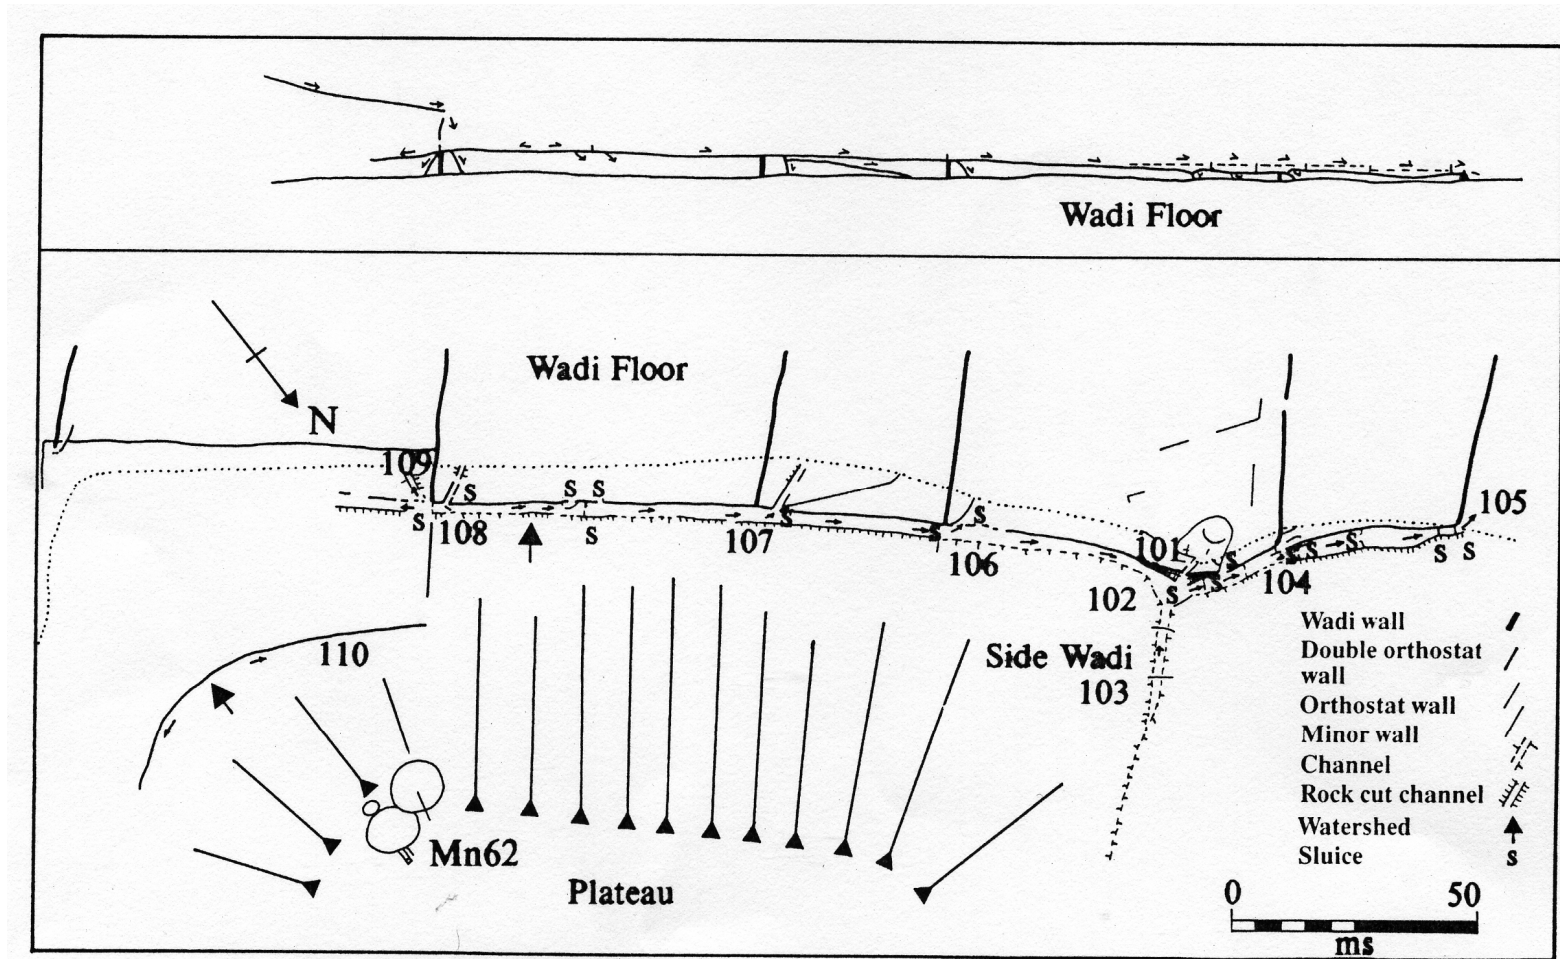 Wadi Floor
N
Wadi Floor
109
S
S
S
S
108
S
S
107
S
S
106
S
101
102
S
S
S
104
S
S
S
S
S
105
110
Side Wadi
103
Mn62
Plateau
Wadi wall
Double orthostat
wall
Orthostat wall
Minor wall
Channel
Rock cut channel
Watershed
Sluice
S
0
50
ms